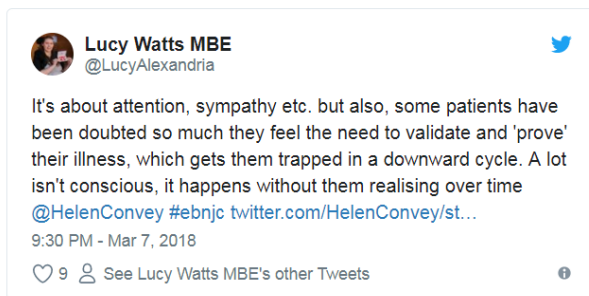 Lucy Watts MBE
@LucyAlexandria
It's about attention, sympathy etc. but also, some patients have
been doubted so much they feel the need to validate and 'prove'
their illness, which gets them trapped in a downward cycle. A lot
isn't conscious, it happens without them realising over time
@HelenConvey #ebnjc twitter.com/HelenConvey/st…
9:30 PM - Mar 7, 2018
9 See Lucy Watts MBE's other Tweets